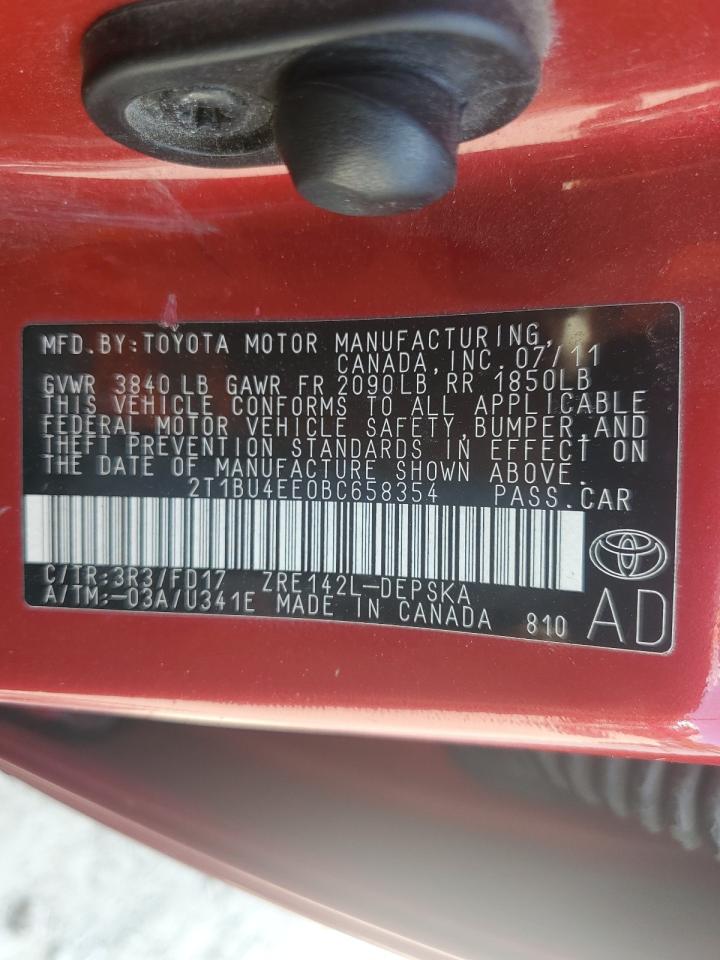 MFD.BY:TOYOTA MOTOR MANUFACTURING,
CANADA,INC. 07/11
GVWR 3840 LB GAWR FR 2090LB RR 1850LB
THIS VEHICLE CONFORMS TO ALL APPLICABLE
FEDERAL MOTOR VEHICLE SAFETY,BUMPER,AND
THEFT PREVENTION STANDARDS IN EFFECT ON
THE DATE OF MANUFACTURE SHOWN ABOVE.
2T1BU4EE0BC658354 PASS.CAR
C/TR:3R3/FD17 ZRE142L-DEPSKA
A/TM:-03A/U341E MADE IN CANADA 810 AD